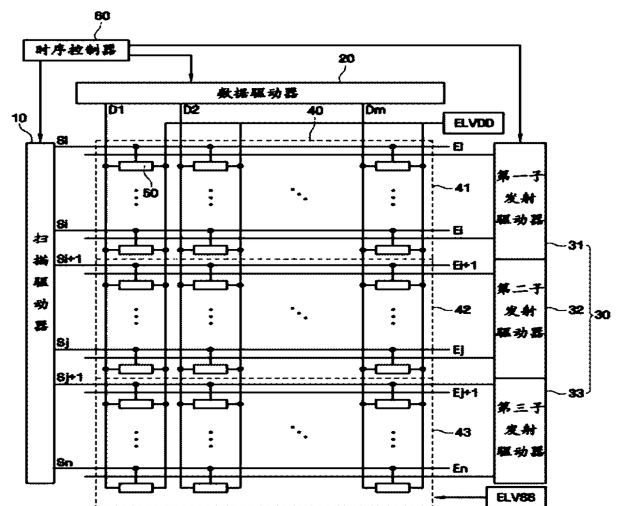 60
时序控制器
20
数据驱动器
D1 D2 Dm
40
ELVDD
10
Si Ei
50
41
第一子发射驱动器
Si Ei
31
扫描驱动器
Si+1 Ei+1
第二子发射驱动器
42
32
30
Sj Ej
Sj+1 Ej+1
33
第三子发射驱动器
43
Sn En
ELVSS